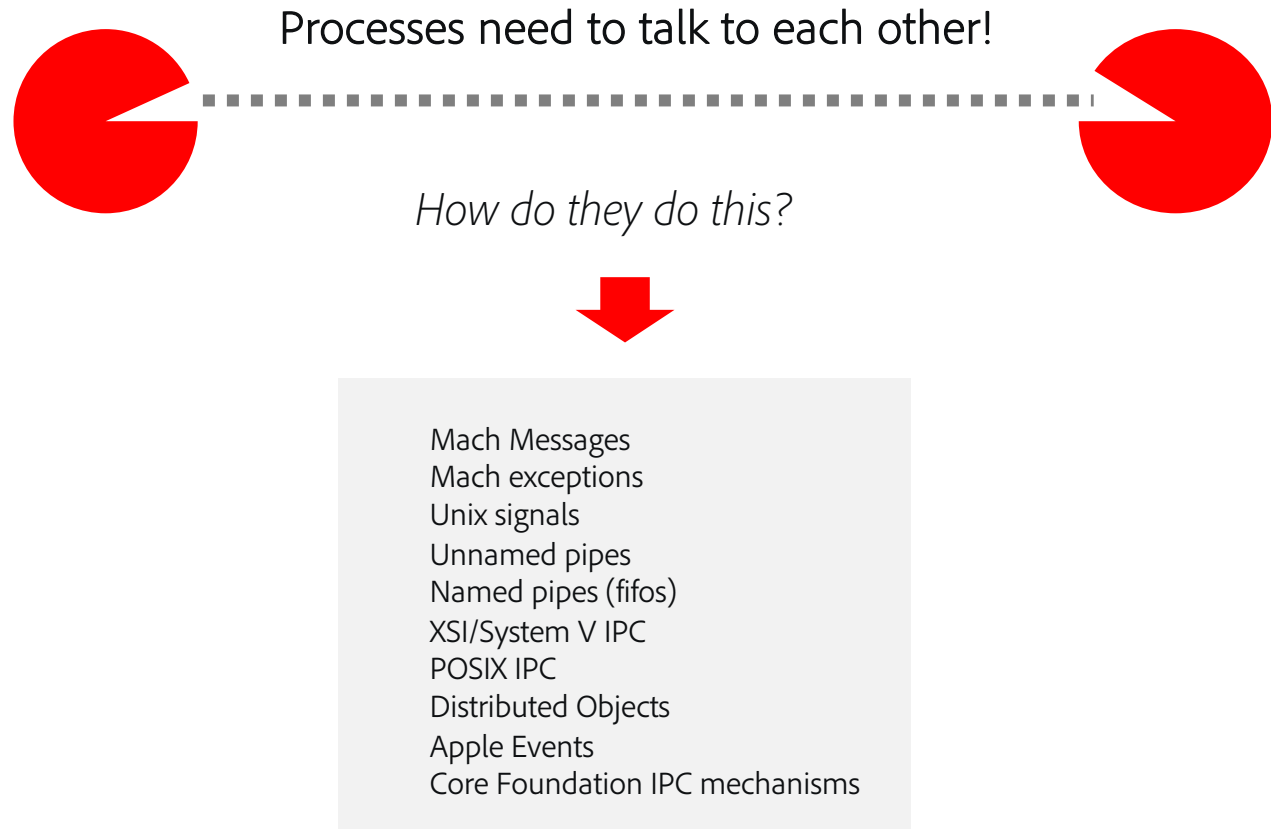 Processes need to talk to each other!
How do they do this?
Mach Messages
Mach exceptions
Unix signals
Unnamed pipes
Named pipes (fifos)
XSI/System V IPC
POSIX IPC
Distributed Objects
Apple Events
Core Foundation IPC mechanisms